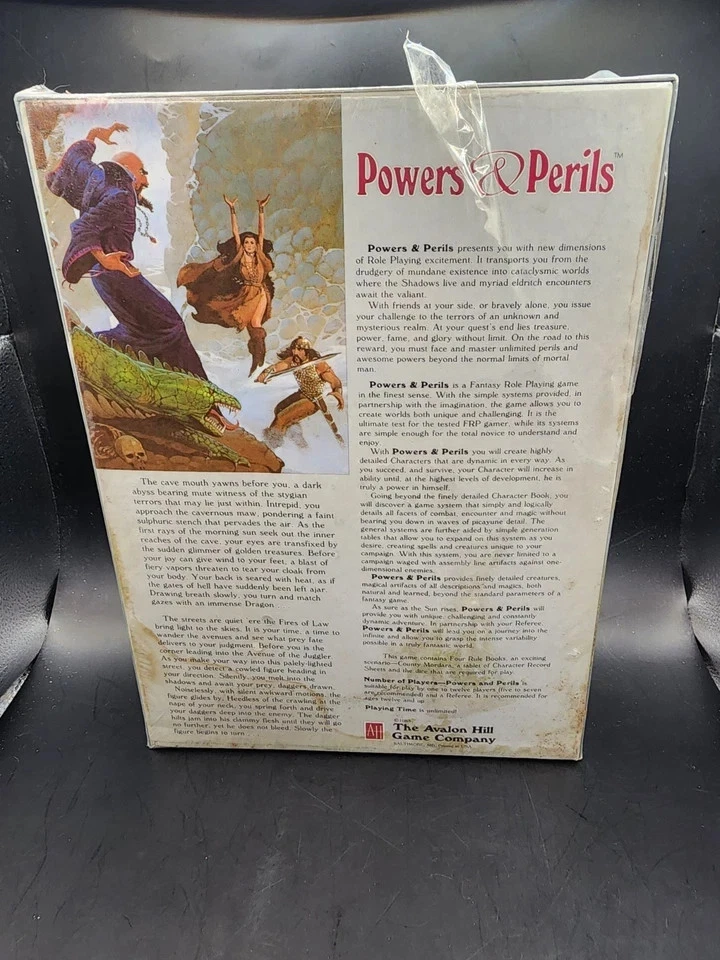 Powers & Perils™
Powers & Perils presents you with new dimensions
of Role Playing excitement. It transports you from the
drudgery of mundane existence into cataclysmic worlds
where the Shadows live and myriad eldritch encounters
await the valiant.
With friends at your side, or bravely alone, you issue
your challenge to the terrors of an unknown and
mysterious realm. At your quest's end lies treasure,
power, fame, and glory without limit. On the road to this
reward, you must face and master unlimited perils and
awesome powers beyond the normal limits of mortal
man.
Powers & Perils is a Fantasy Role Playing game
in the finest sense. With the simple systems provided, in
partnership with the imagination, the game allows you to
create worlds both unique and challenging. It is the
ultimate test for the tested FRP gamer, while its systems
are simple enough for the total novice to understand and
enjoy.
With Powers & Perils you will create highly
detailed Characters that are dynamic in every way. As
you succeed, and survive, your Character will increase in
ability until, at the highest levels of development, he is
truly a power in himself.
Going beyond the finely detailed Character Book, you
will discover a game system that simply and logically
details all facets of combat, encounter and magic without
bearing you down in waves of picayune detail. The
general systems are further aided by simple generation
tables that allow you to expand on this system as you
desire, creating spells and creatures unique to your
campaign. With this system, you are never limited to a
campaign waged with assembly line artifacts against one-
dimensional enemies.
Powers & Perils provides finely detailed creatures,
magical artifacts of all descriptions and magics, both
natural and learned, beyond the standard parameters of a
fantasy game.
As sure as the Sun rises, Powers & Perils will
provide you with unique, challenging and constantly
dynamic adventure. In partnership with your Referee
Powers & Perils will lead you on a journey into the
infinite and allow you to grasp the intense variability
possible in a truly fantastic world.
This game contains Four Rule Books, an exciting
scenario—County Mordara, a tablet of Character Record
Sheets and the dice that are required for play.
Number of Players—Powers and Perils is
suitable for play by one to twelve players (five to seven
are recommended) and a Referee. It is recommended for
ages twelve and up.
Playing Time is unlimited!
AH
The Avalon Hill
Game Company
BALTIMORE, MD. Printed in USA
The cave mouth yawns before you, a dark
abyss bearing mute witness of the stygian
terrors that may lie just within. Intrepid, you
approach the cavernous maw, pondering a faint
sulphuric stench that pervades the air. As the
first rays of the morning sun seek out the inner
reaches of the cave, your eyes are transfixed by
the sudden glimmer of golden treasures. Before
your joy can give wind to your feet, a blast of
fiery vapors threaten to tear your cloak from
your body. Your back is seared with heat, as if
the gates of hell have suddenly been left ajar.
Drawing breath slowly, you turn and match
gazes with an immense Dragon...
The streets are quiet ere the Fires of Law
bring light to the skies. It is your time, a time to
wander the avenues and see what prey fate
delivers to your judgment. Before you is the
corner leading into the Avenue of the Juggler.
As you make your way into this palely-lighted
street, you detect a cowled figure heading in
your direction. Silently, you melt into the
shadows and await your prey, daggers drawn.
Noiselessly, with silent awkward motions, the
figure glides by. Heedless of the crawling at the
nape of your neck, you spring forth and drive
your daggers deep into the enemy. The dagger
hilts jam into his clammy flesh until they will go
no further, yet he does not bleed. Slowly the
figure begins to turn...